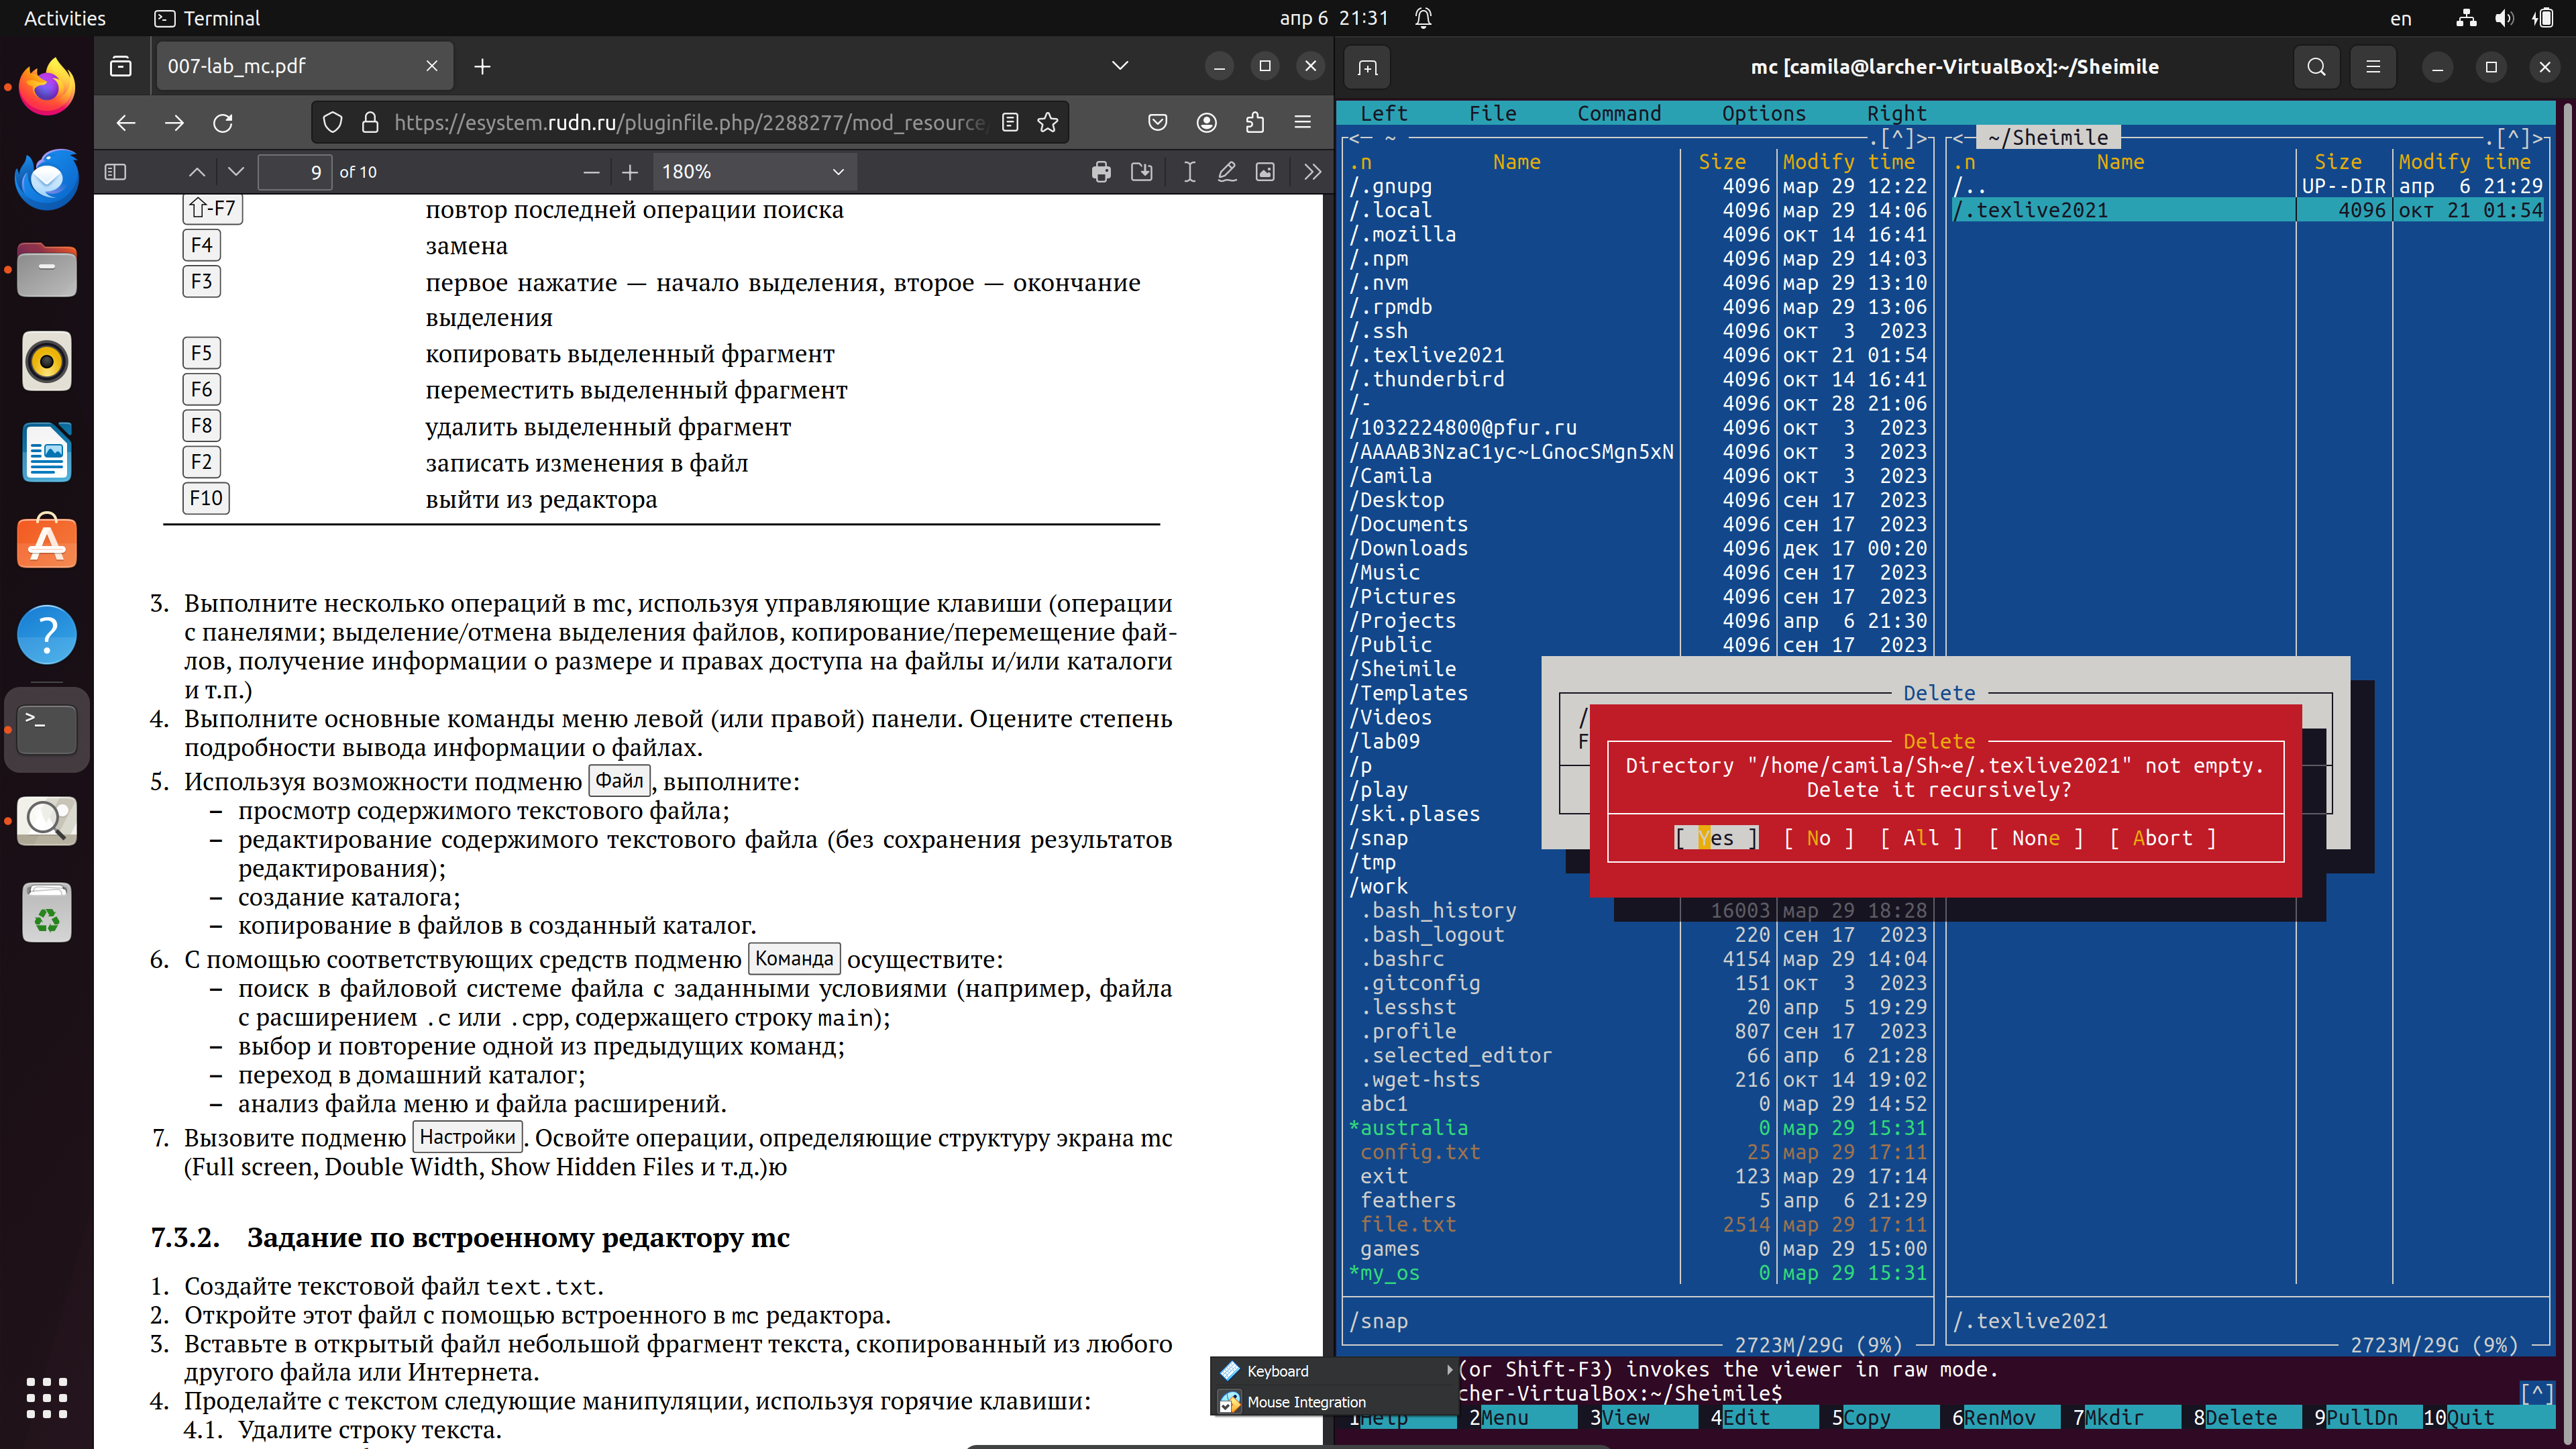 Activities
Terminal
апр 6 21:31
en
007-lab_mc.pdf
https://esystem.rudn.ru/pluginfile.php/2288277/mod_resource/
9 of 10
180%
⇧-F7 повтор последней операции поиска
F4 замена
F3 первое нажатие — начало выделения, второе — окончание
выделения
F5 копировать выделенный фрагмент
F6 переместить выделенный фрагмент
F8 удалить выделенный фрагмент
F2 записать изменения в файл
F10 выйти из редактора
3. Выполните несколько операций в mc, используя управляющие клавиши (операции
с панелями; выделение/отмена выделения файлов, копирование/перемещение фай-
лов, получение информации о размере и правах доступа на файлы и/или каталоги
и т.п.)
4. Выполните основные команды меню левой (или правой) панели. Оцените степень
подробности вывода информации о файлах.
5. Используя возможности подменю Файл, выполните:
– просмотр содержимого текстового файла;
– редактирование содержимого текстового файла (без сохранения результатов
редактирования);
– создание каталога;
– копирование в файлов в созданный каталог.
6. С помощью соответствующих средств подменю Команда осуществите:
– поиск в файловой системе файла с заданными условиями (например, файла
с расширением .c или .cpp, содержащего строку main);
– выбор и повторение одной из предыдущих команд;
– переход в домашний каталог;
– анализ файла меню и файла расширений.
7. Вызовите подменю Настройки. Освойте операции, определяющие структуру экрана mc
(Full screen, Double Width, Show Hidden Files и т.д.)ю
7.3.2. Задание по встроенному редактору mc
1. Создайте текстовой файл text.txt.
2. Откройте этот файл с помощью встроенного в mc редактора.
3. Вставьте в открытый файл небольшой фрагмент текста, скопированный из любого
другого файла или Интернета.
4. Проделайте с текстом следующие манипуляции, используя горячие клавиши:
4.1. Удалите строку текста.
Keyboard
Mouse Integration
mc [camila@larcher-VirtualBox]:~/Sheimile
Left File Command Options Right
<─ ~ .[^]>
.n Name Size Modify time
/.gnupg 4096 мар 29 12:22
/.local 4096 мар 29 14:06
/.mozilla 4096 окт 14 16:41
/.npm 4096 мар 29 14:03
/.nvm 4096 мар 29 13:10
/.rpmdb 4096 мар 29 13:06
/.ssh 4096 окт 3 2023
/.texlive2021 4096 окт 21 01:54
/.thunderbird 4096 окт 14 16:41
/- 4096 окт 28 21:06
/1032224800@pfur.ru 4096 окт 3 2023
/AAAAB3NzaC1yc~LGnocSMgn5xN 4096 окт 3 2023
/Camila 4096 окт 3 2023
/Desktop 4096 сен 17 2023
/Documents 4096 сен 17 2023
/Downloads 4096 дек 17 00:20
/Music 4096 сен 17 2023
/Pictures 4096 сен 17 2023
/Projects 4096 апр 6 21:30
/Public 4096 сен 17 2023
/Sheimile
/Templates
/Videos
/lab09
/p
/play
/ski.plases
/snap
/tmp
/work
.bash_history 16003 мар 29 18:28
.bash_logout 220 сен 17 2023
.bashrc 4154 мар 29 14:04
.gitconfig 151 окт 3 2023
.lesshst 20 апр 5 19:29
.profile 807 сен 17 2023
.selected_editor 66 апр 6 21:28
.wget-hsts 216 окт 14 19:02
abc1 0 мар 29 14:52
*australia 0 мар 29 15:31
config.txt 25 мар 29 17:11
exit 123 мар 29 17:14
feathers 5 апр 6 21:29
file.txt 2514 мар 29 17:11
games 0 мар 29 15:00
*my_os 0 мар 29 15:31
/snap
2723M/29G (9%)
<─ ~/Sheimile .[^]>
.n Name Size Modify time
/.. UP--DIR апр 6 21:29
/.texlive2021 4096 окт 21 01:54
/.texlive2021
2723M/29G (9%)
Delete
/
F
Delete
Directory "/home/camila/Sh~e/.texlive2021" not empty.
Delete it recursively?
[ Yes ] [ No ] [ All ] [ None ] [ Abort ]
(or Shift-F3) invokes the viewer in raw mode.
cher-VirtualBox:~/Sheimile$
[^]
1Help 2Menu 3View 4Edit 5Copy 6RenMov 7Mkdir 8Delete 9PullDn 10Quit